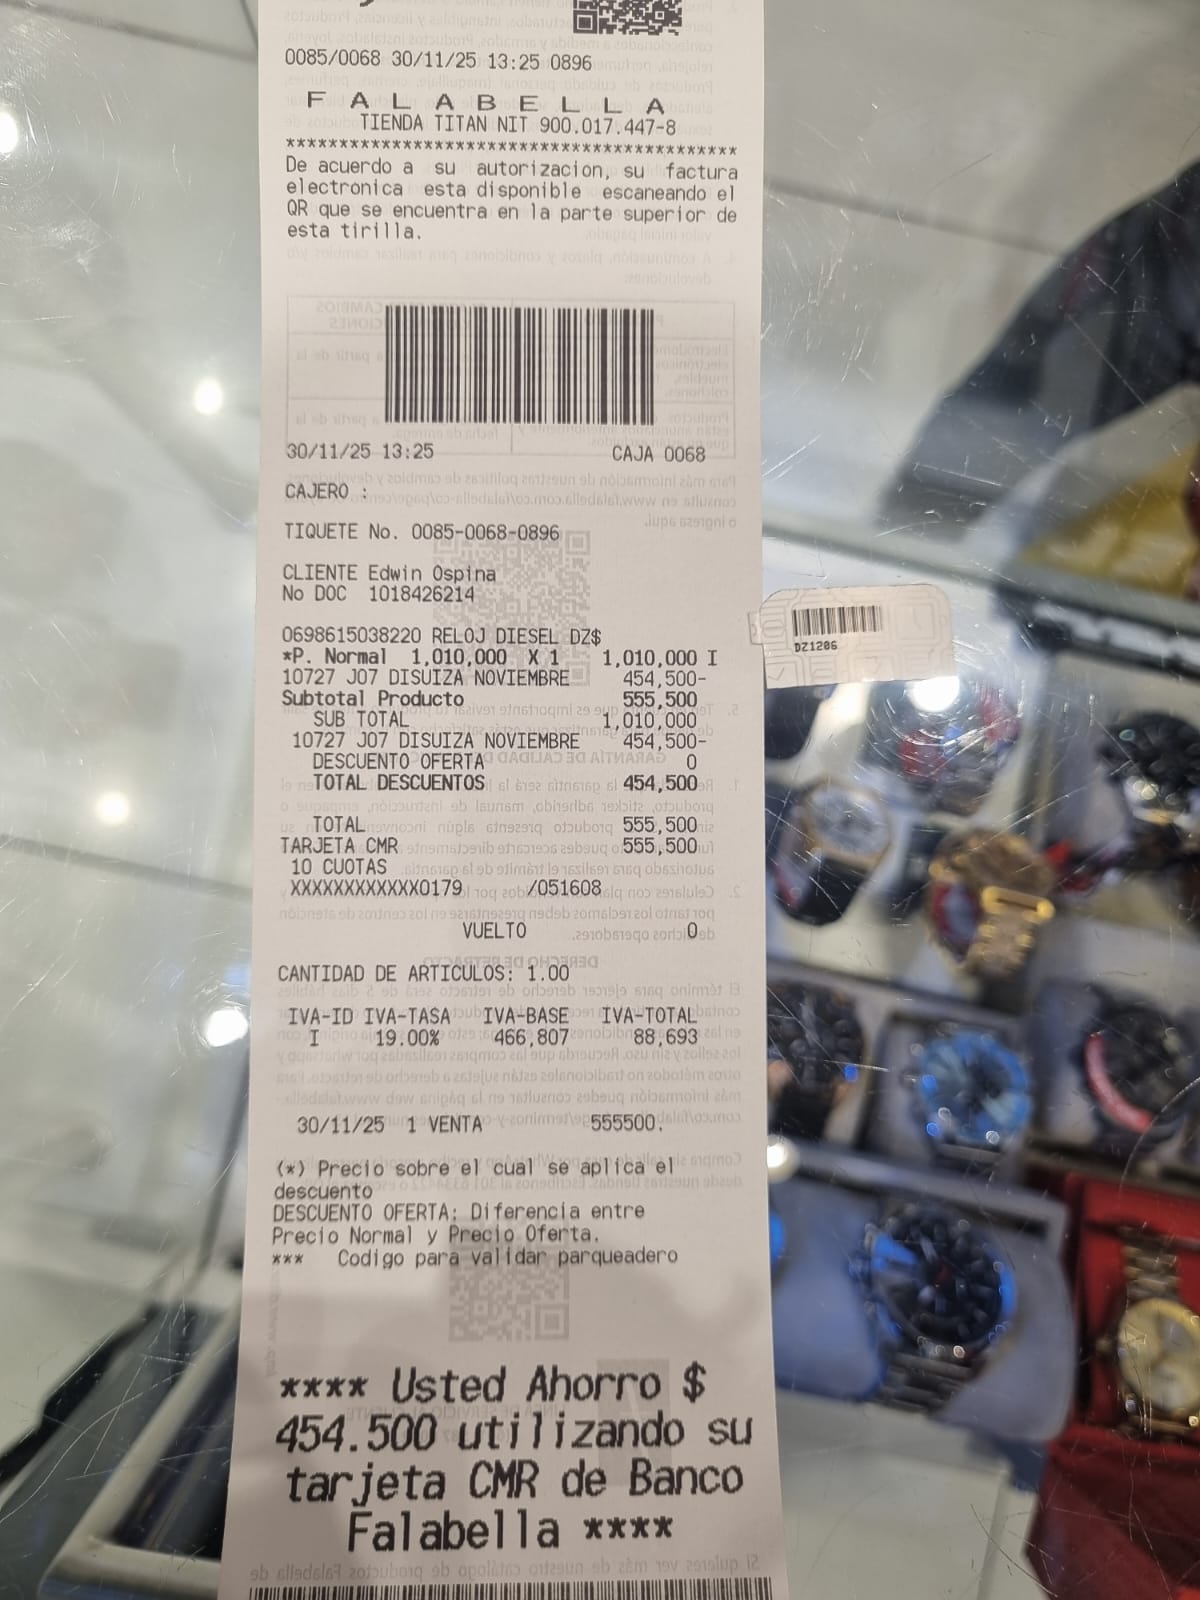 0085/0068 30/11/25 13:25 0896
F A L A B E L L A
TIENDA TITAN NIT 900.017.447-8
*******************************************
De acuerdo a su autorizacion, su factura
electronica esta disponible escaneando el
QR que se encuentra en la parte superior de
esta tirilla.
30/11/25 13:25 CAJA 0068
CAJERO :
TIQUETE No. 0085-0068-0896
CLIENTE Edwin Ospina
No DOC 1018426214
0698615038220 RELOJ DIESEL DZ$
*P. Normal 1,010,000 X 1 1,010,000 I
10727 J07 DISUIZA NOVIEMBRE 454,500-
Subtotal Producto 555,500
SUB TOTAL 1,010,000
10727 J07 DISUIZA NOVIEMBRE 454,500-
DESCUENTO OFERTA 0
TOTAL DESCUENTOS 454,500
TOTAL 555,500
TARJETA CMR 555,500
10 CUOTAS
XXXXXXXXXXXX0179 /051608
VUELTO 0
CANTIDAD DE ARTICULOS: 1.00
IVA-ID IVA-TASA IVA-BASE IVA-TOTAL
I 19.00% 466,807 88,693
30/11/25 1 VENTA 555500.
(*) Precio sobre el cual se aplica el
descuento
DESCUENTO OFERTA: Diferencia entre
Precio Normal y Precio Oferta.
*** Codigo para validar parqueadero
**** Usted Ahorro $
454.500 utilizando su
tarjeta CMR de Banco
Falabella ****
DZ1206